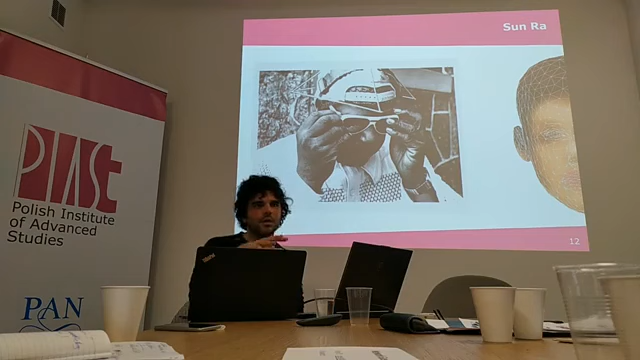 Sun Ra
PIASt
Polish Institute
of Advanced
Studies
PAN
12